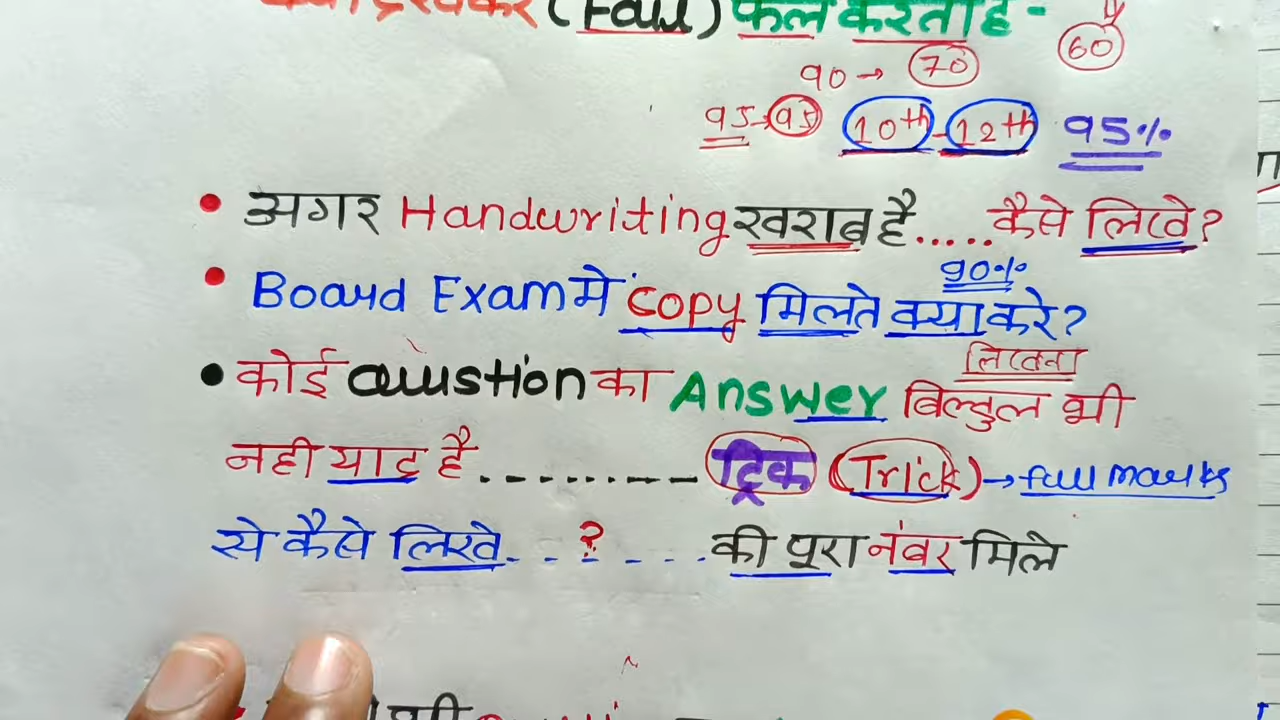 (Fail) फेल करता है-
60
90 → 70
95 → 95 10th - 12th 95%
• अगर Handwriting खराब है..... कैसे लिखे?
90%
• Board Exam मे copy मिलते क्या करे?
लिखना
• कोई Qwustion का Answer बिल्कुल भी
नही याद है .......... ट्रिक (Trick) → full marks
से कैसे लिखे...?.... की पूरा नंबर मिले